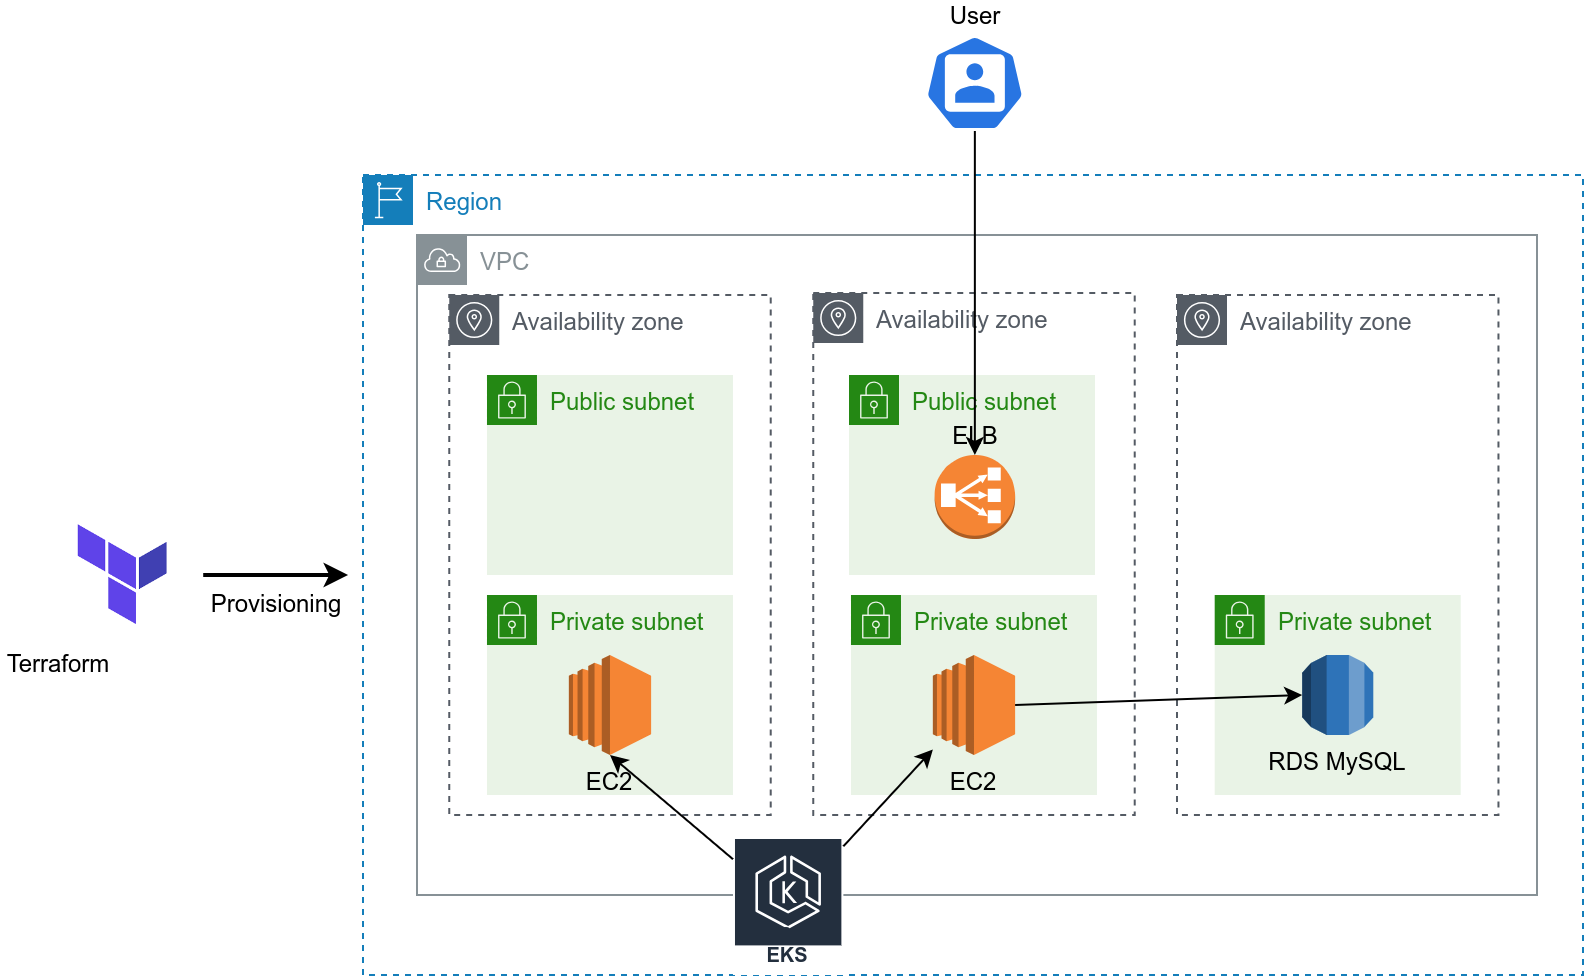 User
Region
VPC
Availability zone
Availability zone
Availability zone
Public subnet
Public subnet
ELB
Provisioning
Terraform
Private subnet
Private subnet
Private subnet
RDS MySQL
EC2
EC2
K
EKS